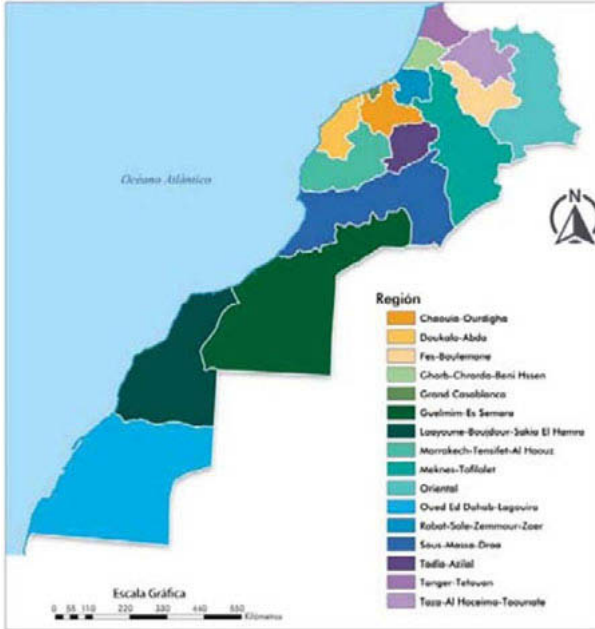 Océano Atlántico
N
Región
Chaouia-Ourdigha
Doukala-Abda
Fes-Boulemane
Gharb-Chrarda-Beni Hssen
Grand Casablanca
Guelmim-Es Semara
Laayoune-Boujdour-Sakia El Hamra
Marrakech-Tensifet-Al Haouz
Meknes-Tafilalet
Oriental
Oued Ed Dahab-Lagouira
Rabat-Sale-Zemmour-Zaer
Sous-Massa-Draa
Tadla-Azilal
Tanger-Tetouan
Taza-Al Hoceima-Taounate
Escala Gráfica
0 55 110 220 330 440 550
Kilómetros